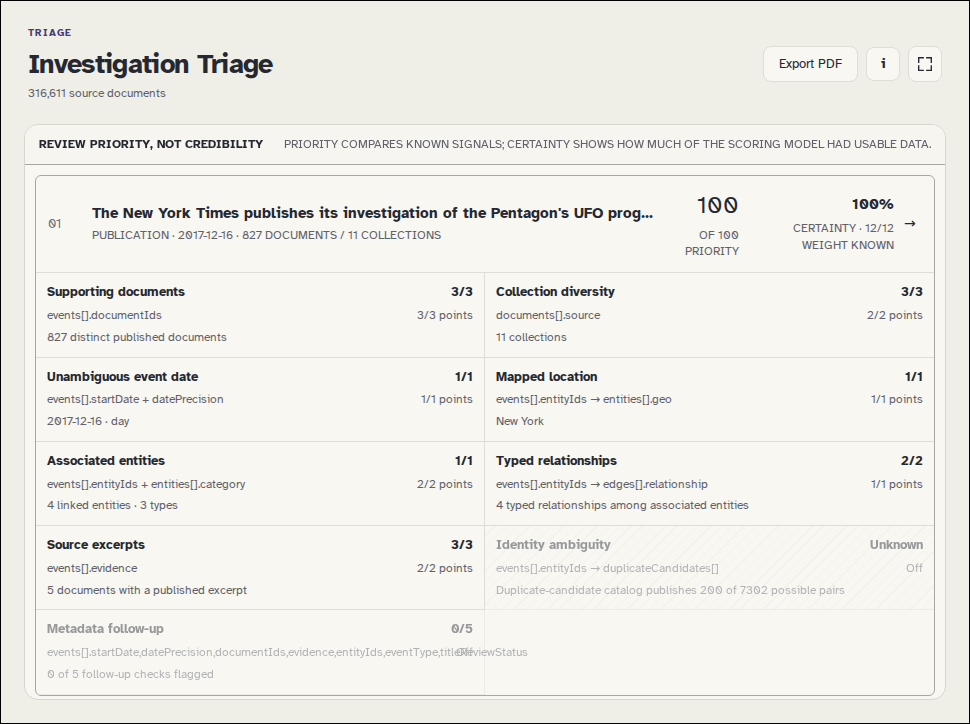 TRIAGE
Investigation Triage
316,611 source documents
Export PDF
i
REVIEW PRIORITY, NOT CREDIBILITY
PRIORITY COMPARES KNOWN SIGNALS; CERTAINTY SHOWS HOW MUCH OF THE SCORING MODEL HAD USABLE DATA.
01
The New York Times publishes its investigation of the Pentagon's UFO prog…
PUBLICATION · 2017-12-16 · 827 DOCUMENTS / 11 COLLECTIONS
100
OF 100
PRIORITY
100%
CERTAINTY · 12/12
WEIGHT KNOWN
→
Supporting documents 3/3
events[].documentIds 3/3 points
827 distinct published documents
Collection diversity 3/3
documents[].source 2/2 points
11 collections
Unambiguous event date 1/1
events[].startDate + datePrecision 1/1 points
2017-12-16 · day
Mapped location 1/1
events[].entityIds → entities[].geo 1/1 points
New York
Associated entities 1/1
events[].entityIds + entities[].category 2/2 points
4 linked entities · 3 types
Typed relationships 2/2
events[].entityIds → edges[].relationship 1/1 points
4 typed relationships among associated entities
Source excerpts 3/3
events[].evidence 2/2 points
5 documents with a published excerpt
Identity ambiguity Unknown
events[].entityIds → duplicateCandidates[] Off
Duplicate-candidate catalog publishes 200 of 7302 possible pairs
Metadata follow-up 0/5
events[].startDate,datePrecision,documentIds,evidence,entityIds,eventType,titleReviewStatus Off
0 of 5 follow-up checks flagged